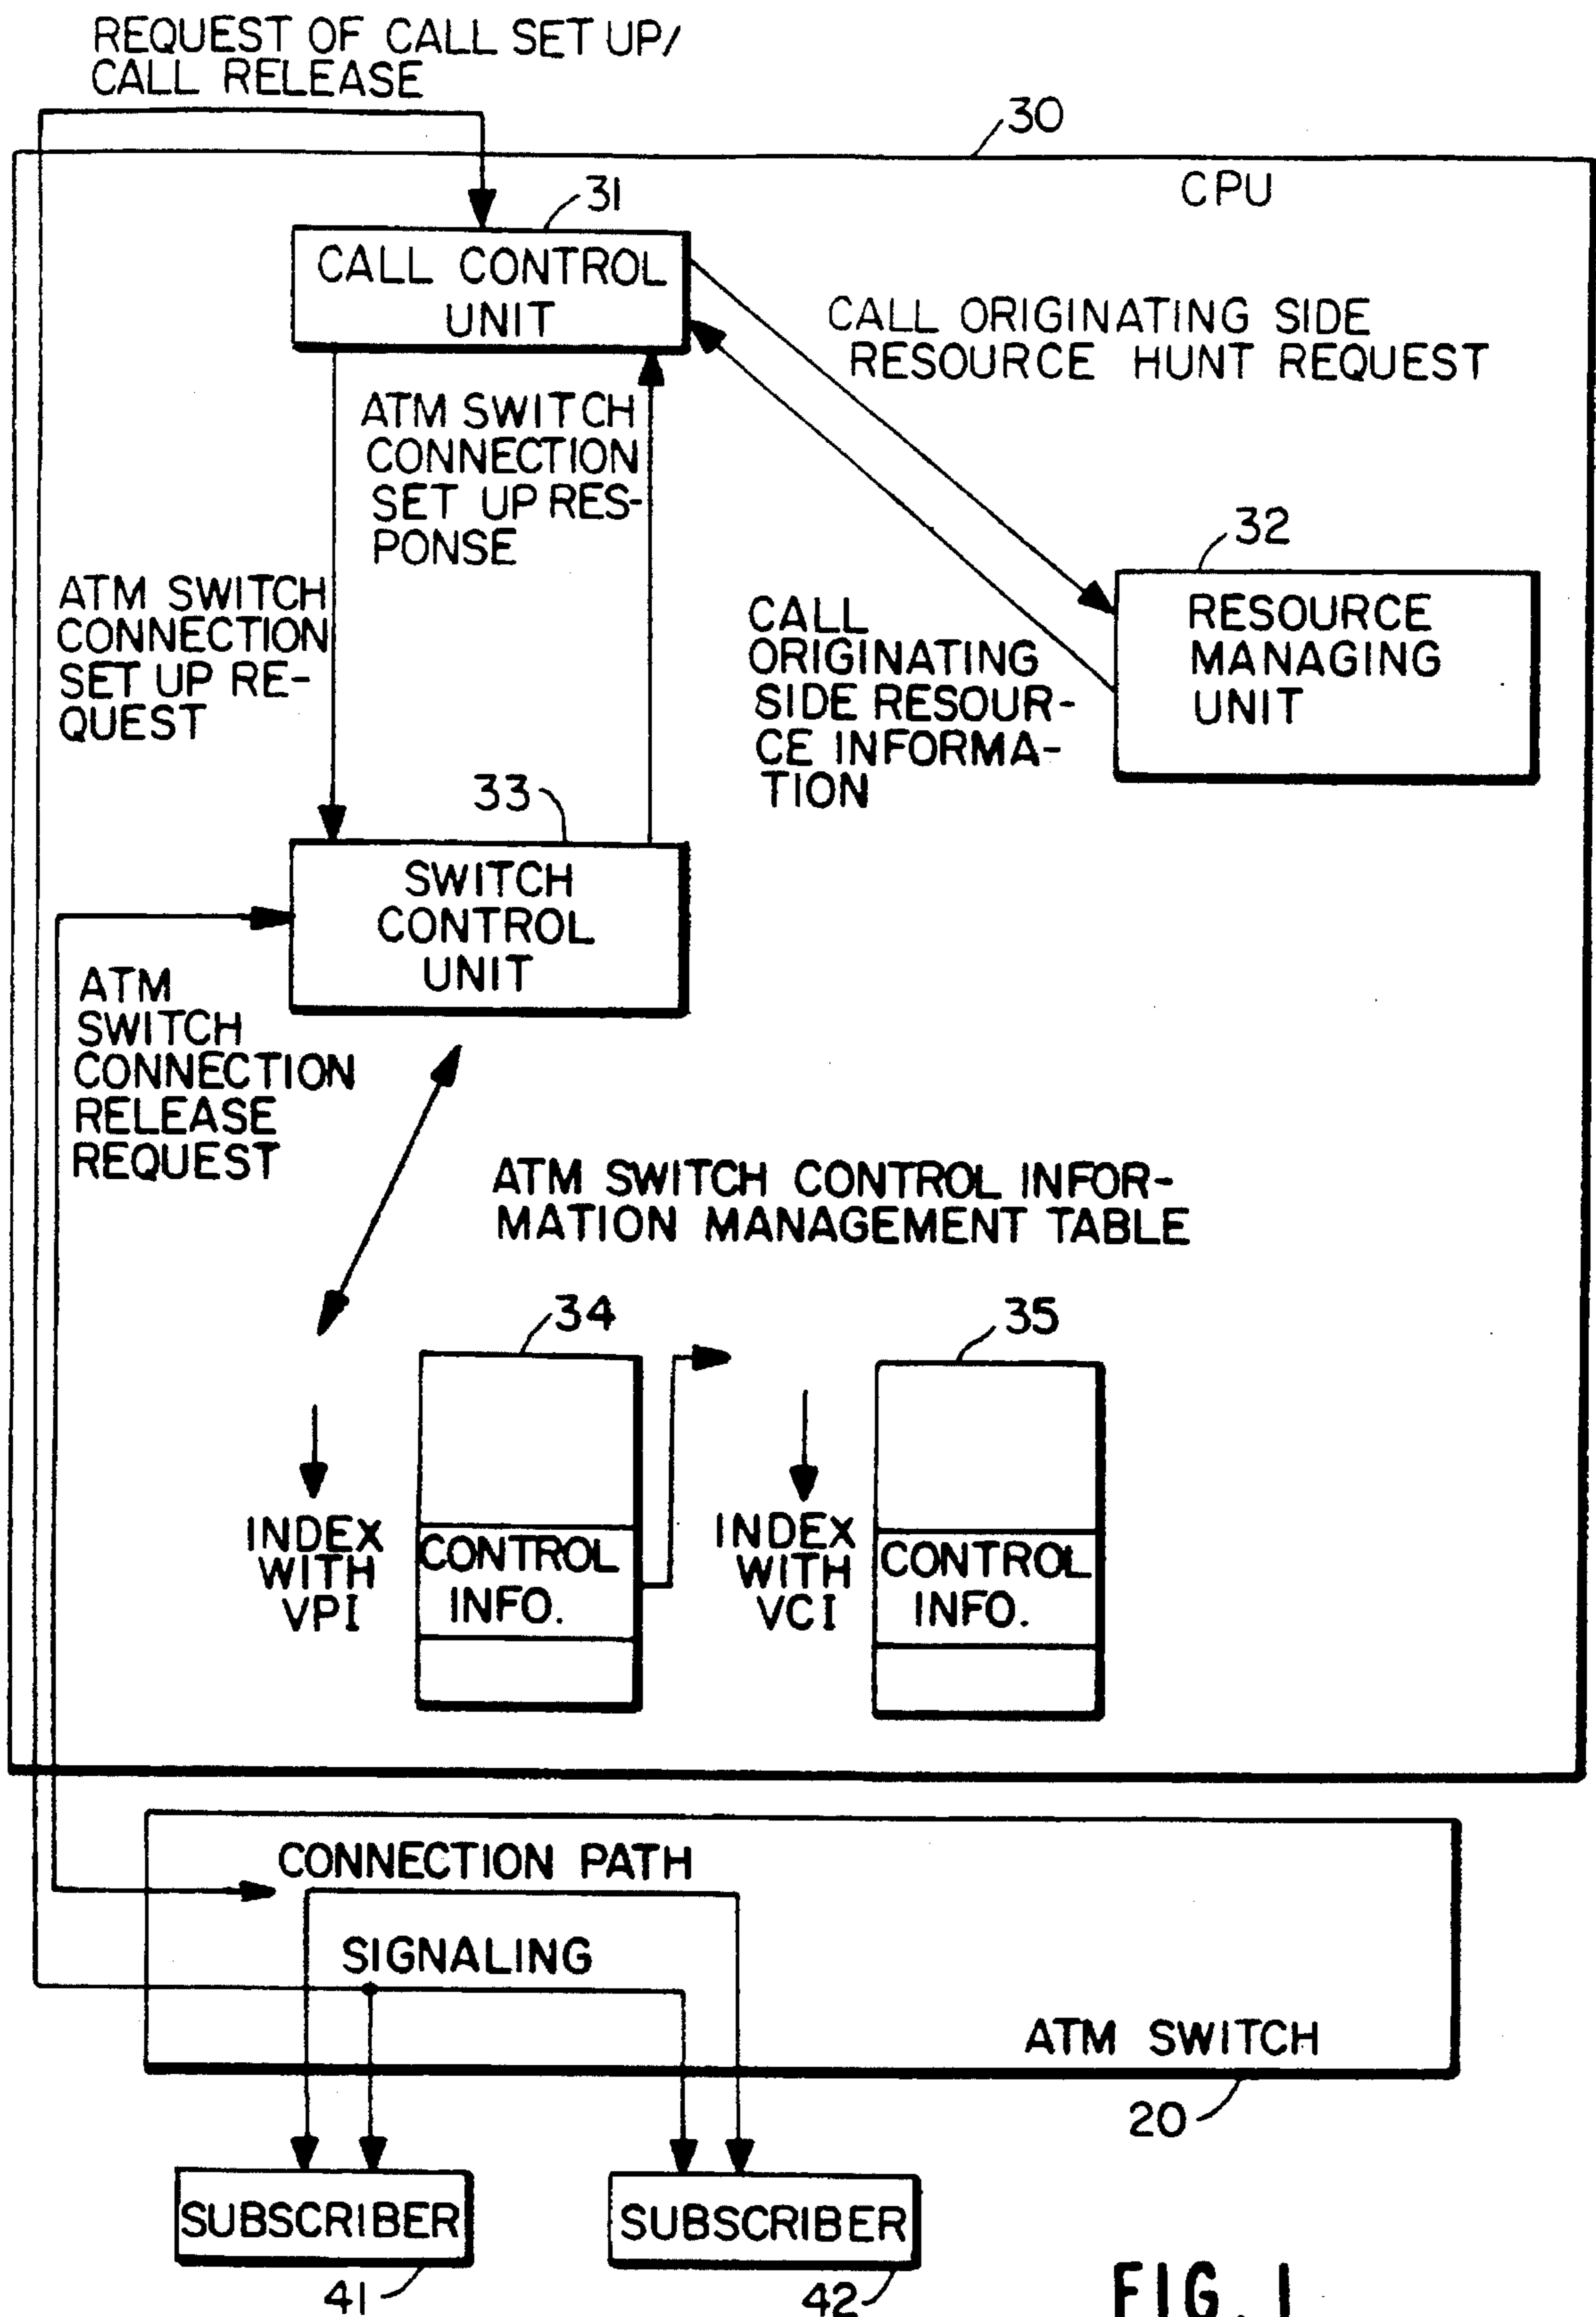 REQUEST OF CALL SET UP/
CALL RELEASE
30
CPU
31
CALL CONTROL
UNIT
CALL ORIGINATING SIDE
RESOURCE HUNT REQUEST
ATM SWITCH
CONNECTION
SET UP RES-
PONSE
32
RESOURCE
MANAGING
UNIT
ATM SWITCH
CONNECTION
SET UP RE-
QUEST
CALL
ORIGINATING
SIDE RESOUR-
CE INFORMA-
TION
33
SWITCH
CONTROL
UNIT
ATM
SWITCH
CONNECTION
RELEASE
REQUEST
ATM SWITCH CONTROL INFOR-
MATION MANAGEMENT TABLE
34
35
INDEX
WITH
VPI
CONTROL
INFO.
INDEX
WITH
VCI
CONTROL
INFO.
CONNECTION PATH
SIGNALING
ATM SWITCH
20
SUBSCRIBER
SUBSCRIBER
41
42
FIG. 1